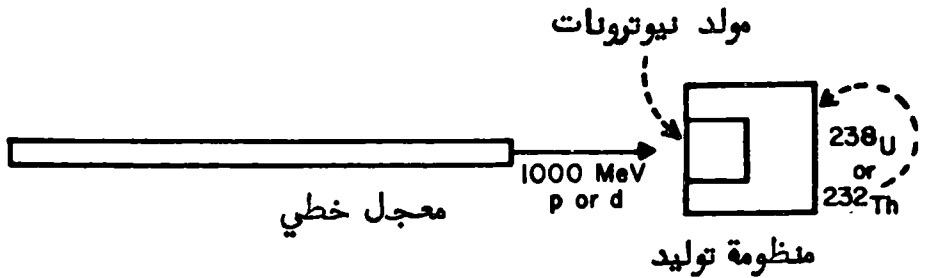 مولد نيوترونات
1000 MeV
p or d
معجل خطي
238U
or
232Th
منظومة توليد